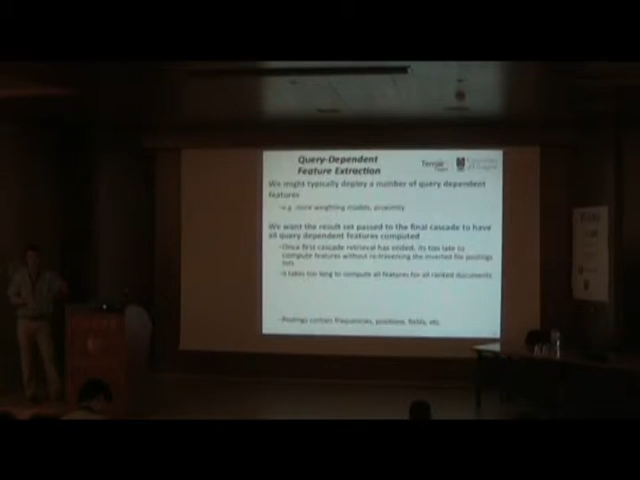 Query-Dependent
Feature Extraction
Terrier
University of Glasgow
We might typically deploy a number of query dependent
features
– e.g. more weighting models, proximity
We want the result set passed to the final cascade to have
all query dependent features computed
– Once first cascade retrieval has ended, its too late to
compute features without re-traversing the inverted file postings
lists
– It takes too long to compute all features for all ranked documents
– Postings contain frequencies, positions, fields, etc.